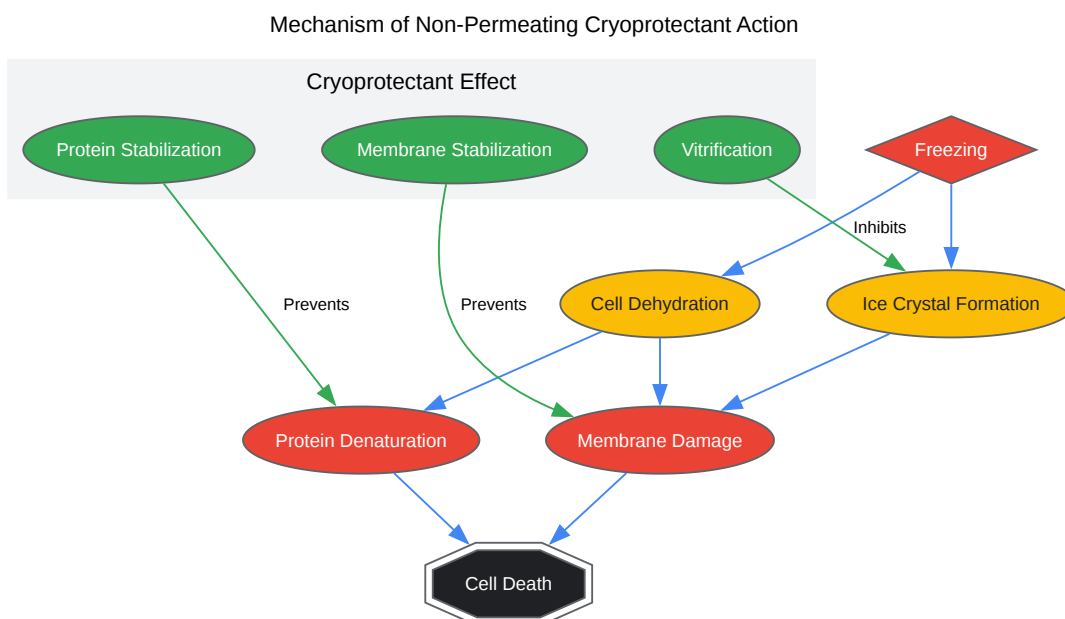 Mechanism of Non-Permeating Cryoprotectant Action
Cryoprotectant Effect
Protein Stabilization
Membrane Stabilization
Vitrification
Freezing
Inhibits
Cell Dehydration
Ice Crystal Formation
Prevents
Prevents
Protein Denaturation
Membrane Damage
Cell Death